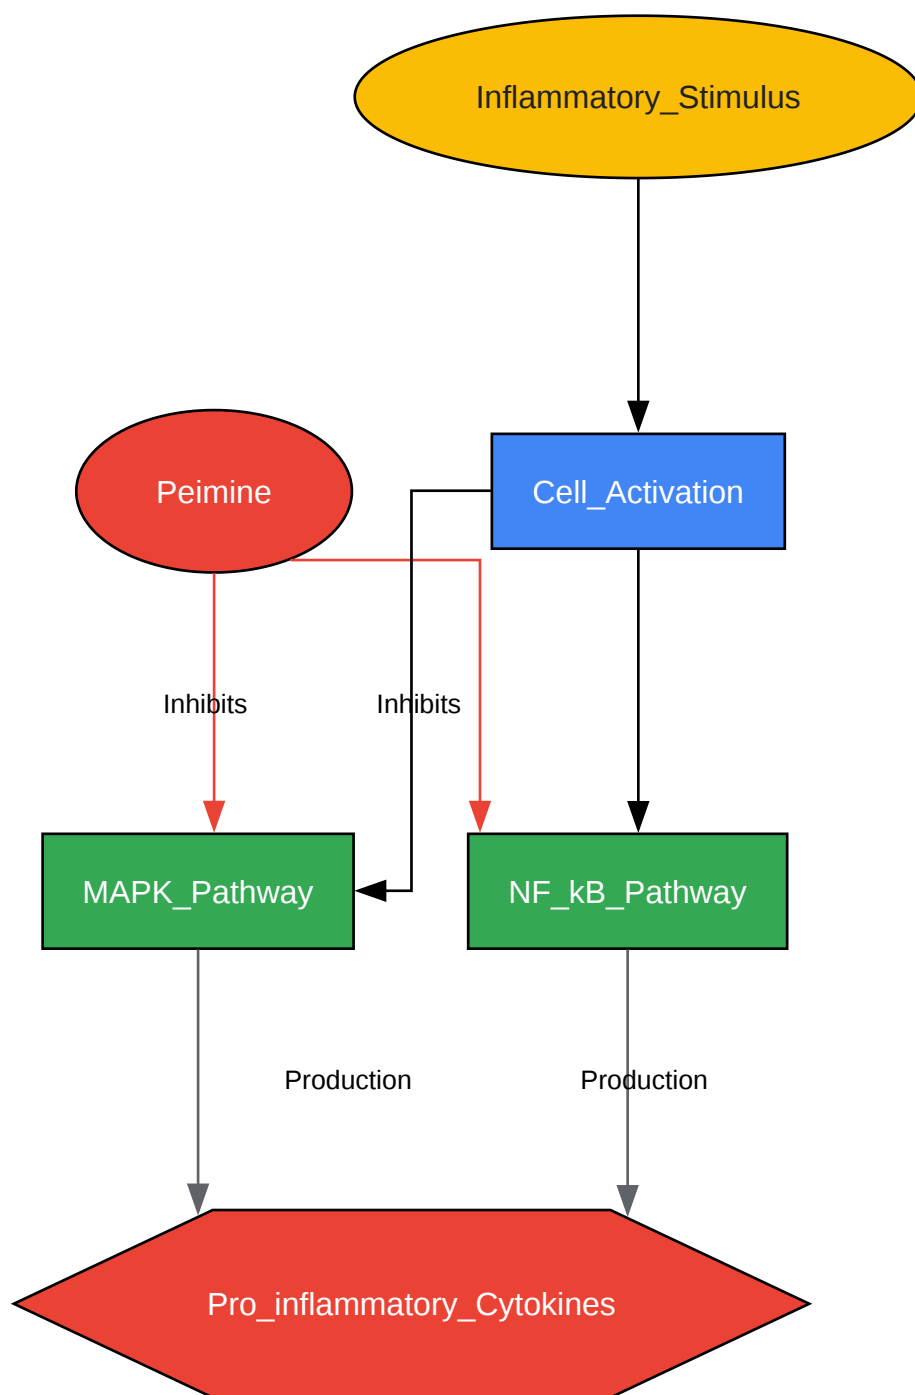 Inflammatory_Stimulus
Peimine
Cell_Activation
Inhibits
Inhibits
MAPK_Pathway
NF_kB_Pathway
Production
Production
Pro_inflammatory_Cytokines